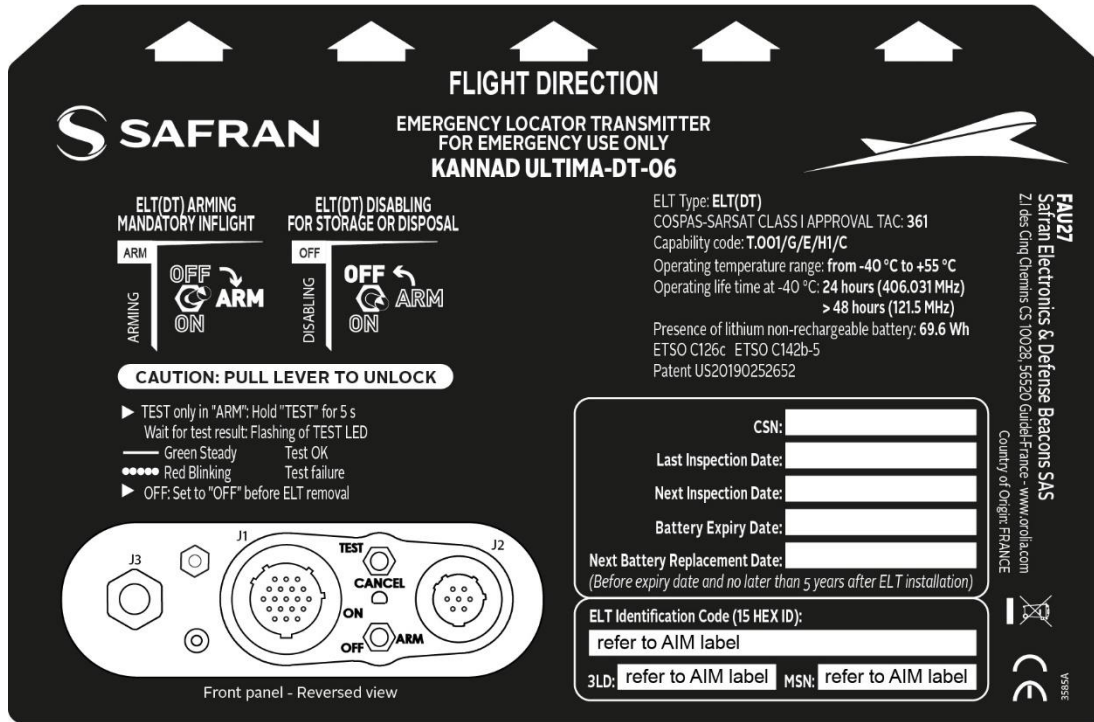 FLIGHT DIRECTION
SAFRAN
EMERGENCY LOCATOR TRANSMITTER
FOR EMERGENCY USE ONLY
KANNAD ULTIMA-DT-06
ELT(DT) ARMING
MANDATORY INFLIGHT
ARM
ARMING
OFF
ARM
ON
ELT(DT) DISABLING
FOR STORAGE OR DISPOSAL
OFF
DISABLING
OFF
ARM
ON
CAUTION: PULL LEVER TO UNLOCK
TEST only in "ARM": Hold "TEST" for 5 s
Wait for test result: Flashing of TEST LED
Green Steady Test OK
Red Blinking Test failure
OFF: Set to "OFF" before ELT removal
J3
J1
TEST
CANCEL
ON
OFF
ARM
J2
Front panel - Reversed view
ELT Type: ELT(DT)
COSPAS-SARSAT CLASS I APPROVAL TAC: 361
Capability code: T.001/G/E/H1/C
Operating temperature range: from -40 °C to +55 °C
Operating life time at -40 °C: 24 hours (406.031 MHz)
> 48 hours (121.5 MHz)
Presence of lithium non-rechargeable battery: 69.6 Wh
ETSO C126c ETSO C142b-5
Patent US20190252652
CSN:
Last Inspection Date:
Next Inspection Date:
Battery Expiry Date:
Next Battery Replacement Date:
(Before expiry date and no later than 5 years after ELT installation)
ELT Identification Code (15 HEX ID):
refer to AIM label
3LD: refer to AIM label MSN: refer to AIM label
FAU27
Safran Electronics & Defense Beacons SAS
Z.I des Cinq Chemins CS 10028, 56520 Guidel-France - www.orolia.com
Country of Origin: FRANCE
CE
3585A